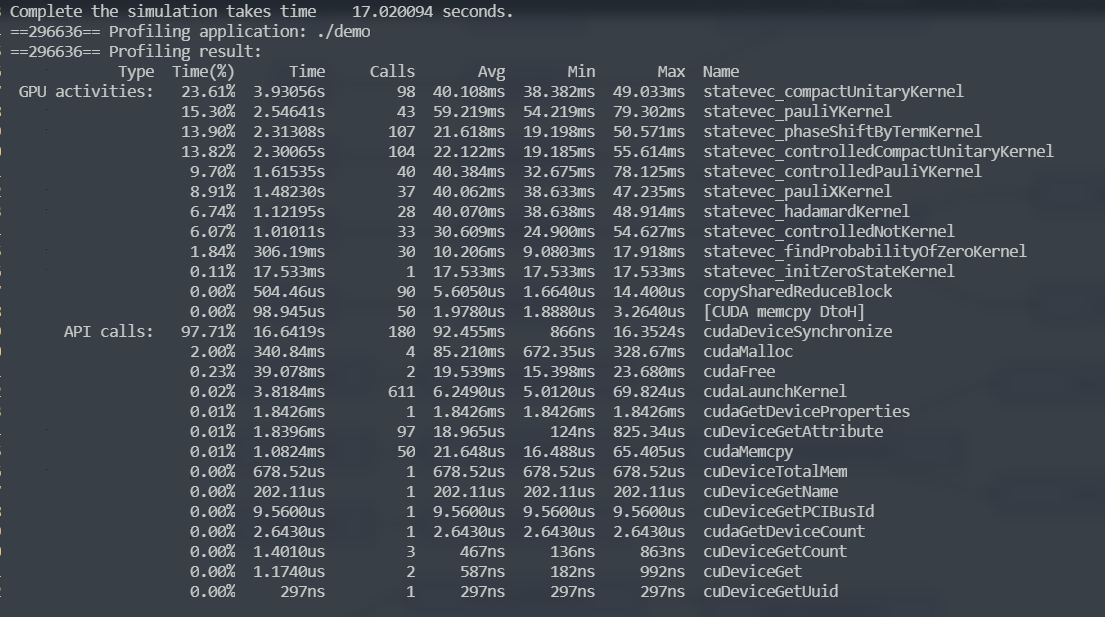 Complete the simulation takes time    17.020094 seconds.
==296636== Profiling application: ./demo
==296636== Profiling result:
            Type  Time(%)      Time     Calls       Avg       Min       Max  Name
 GPU activities:   23.61%  3.93056s        98  40.108ms  38.382ms  49.033ms  statevec_compactUnitaryKernel
                   15.30%  2.54641s        43  59.219ms  54.219ms  79.302ms  statevec_pauliYKernel
                   13.90%  2.31308s       107  21.618ms  19.198ms  50.571ms  statevec_phaseShiftByTermKernel
                   13.82%  2.30065s       104  22.122ms  19.185ms  55.614ms  statevec_controlledCompactUnitaryKernel
                    9.70%  1.61535s        40  40.384ms  32.675ms  78.125ms  statevec_controlledPauliYKernel
                    8.91%  1.48230s        37  40.062ms  38.633ms  47.235ms  statevec_pauliXKernel
                    6.74%  1.12195s        28  40.070ms  38.638ms  48.914ms  statevec_hadamardKernel
                    6.07%  1.01011s        33  30.609ms  24.900ms  54.627ms  statevec_controlledNotKernel
                    1.84%  306.19ms        30  10.206ms  9.0803ms  17.918ms  statevec_findProbabilityOfZeroKernel
                    0.11%  17.533ms         1  17.533ms  17.533ms  17.533ms  statevec_initZeroStateKernel
                    0.00%  504.46us        90  5.6050us  1.6640us  14.400us  copySharedReduceBlock
                    0.00%  98.945us        50  1.9780us  1.8880us  3.2640us  [CUDA memcpy DtoH]
      API calls:   97.71%  16.6419s       180  92.455ms     866ns  16.3524s  cudaDeviceSynchronize
                    2.00%  340.84ms         4  85.210ms  672.35us  328.67ms  cudaMalloc
                    0.23%  39.078ms         2  19.539ms  15.398ms  23.680ms  cudaFree
                    0.02%  3.8184ms       611  6.2490us  5.0120us  69.824us  cudaLaunchKernel
                    0.01%  1.8426ms         1  1.8426ms  1.8426ms  1.8426ms  cudaGetDeviceProperties
                    0.01%  1.8396ms        97  18.965us     124ns  825.34us  cuDeviceGetAttribute
                    0.01%  1.0824ms        50  21.648us  16.488us  65.405us  cudaMemcpy
                    0.00%  678.52us         1  678.52us  678.52us  678.52us  cuDeviceTotalMem
                    0.00%  202.11us         1  202.11us  202.11us  202.11us  cuDeviceGetName
                    0.00%  9.5600us         1  9.5600us  9.5600us  9.5600us  cuDeviceGetPCIBusId
                    0.00%  2.6430us         1  2.6430us  2.6430us  2.6430us  cudaGetDeviceCount
                    0.00%  1.4010us         3     467ns     136ns     863ns  cuDeviceGetCount
                    0.00%  1.1740us         2     587ns     182ns     992ns  cuDeviceGet
                    0.00%     297ns         1     297ns     297ns     297ns  cuDeviceGetUuid